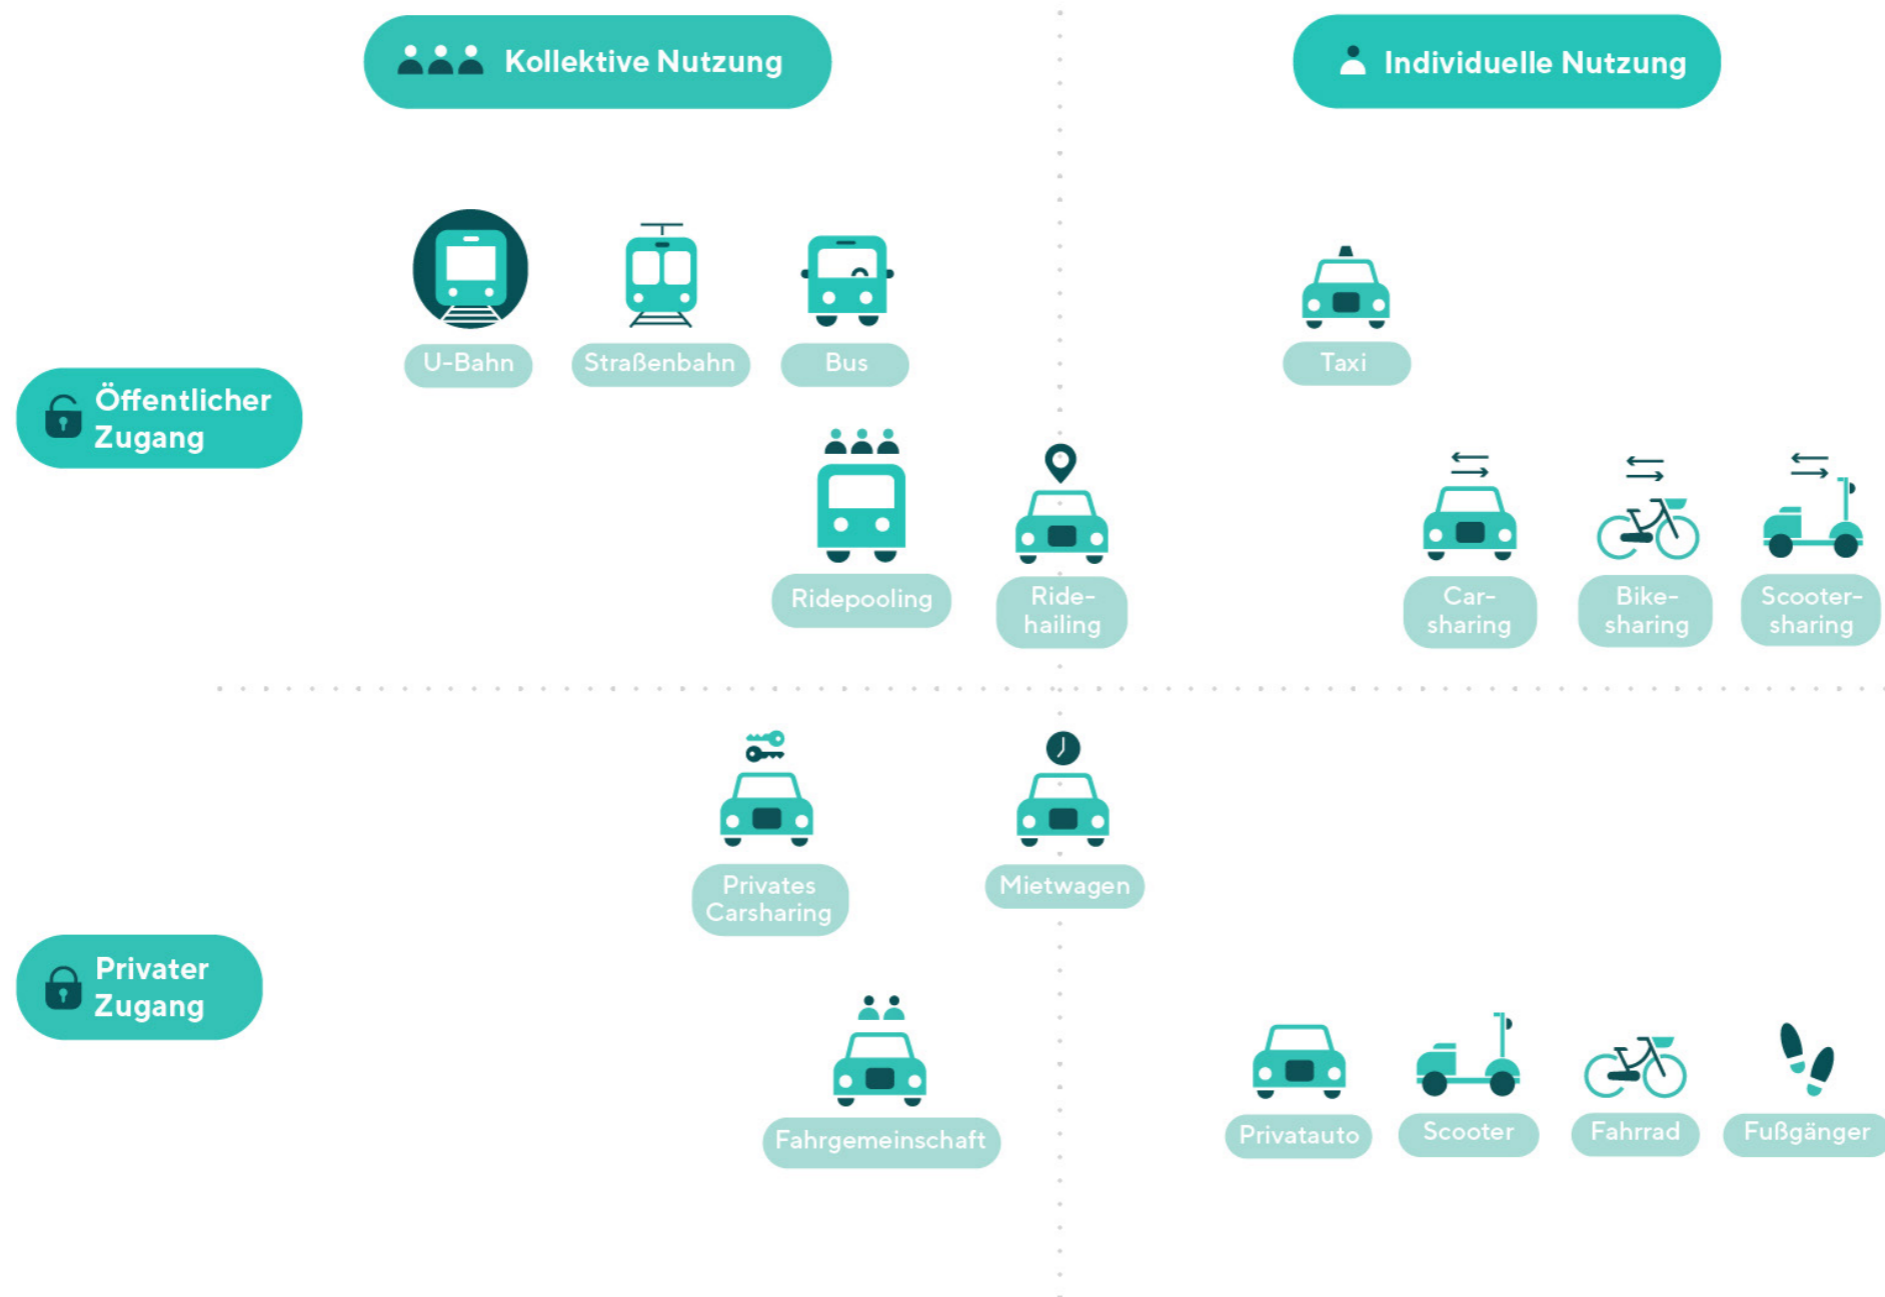 Kollektive Nutzung
Individuelle Nutzung
U-Bahn
Straßenbahn
Bus
Taxi
Öffentlicher
Zugang
Ridepooling
Ride-
hailing
Car-
sharing
Bike-
sharing
Scooter-
sharing
Privates
Carsharing
Mietwagen
Privater
Zugang
Fahrgemeinschaft
Privatauto
Scooter
Fahrrad
Fußgänger